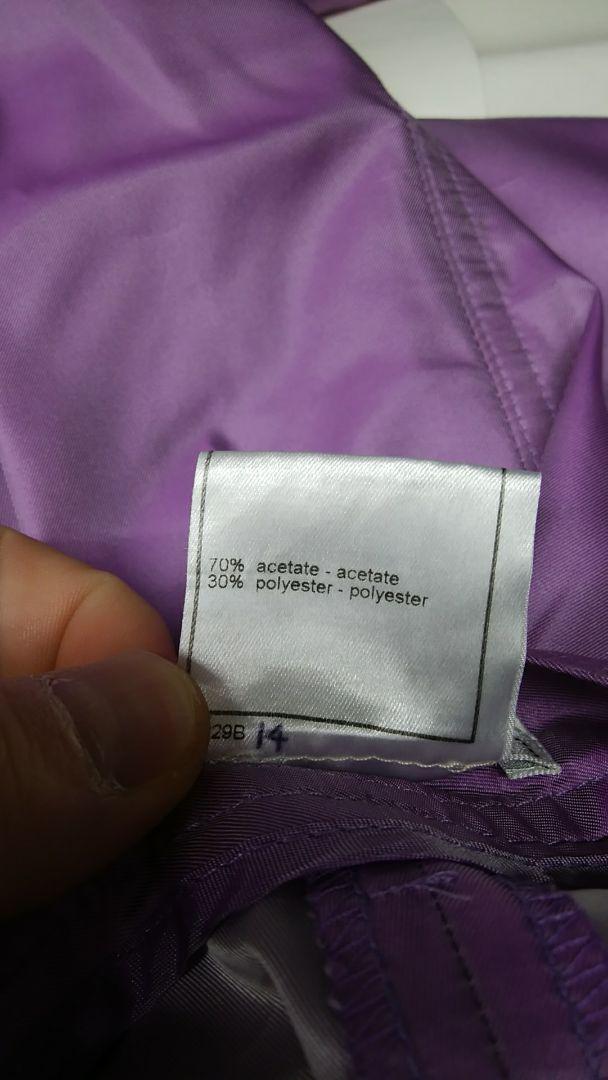 70% acetate - acetate
30% polyester - polyester
29B 14